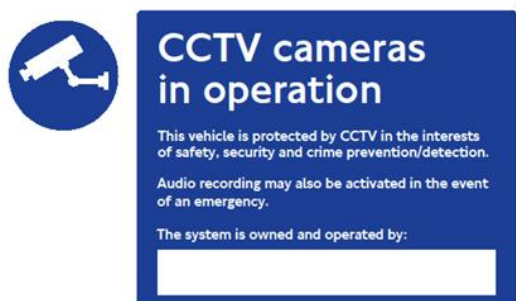 CCTV cameras
in operation
This vehicle is protected by CCTV in the interests
of safety, security and crime prevention/detection.
Audio recording may also be activated in the event
of an emergency.
The system is owned and operated by: